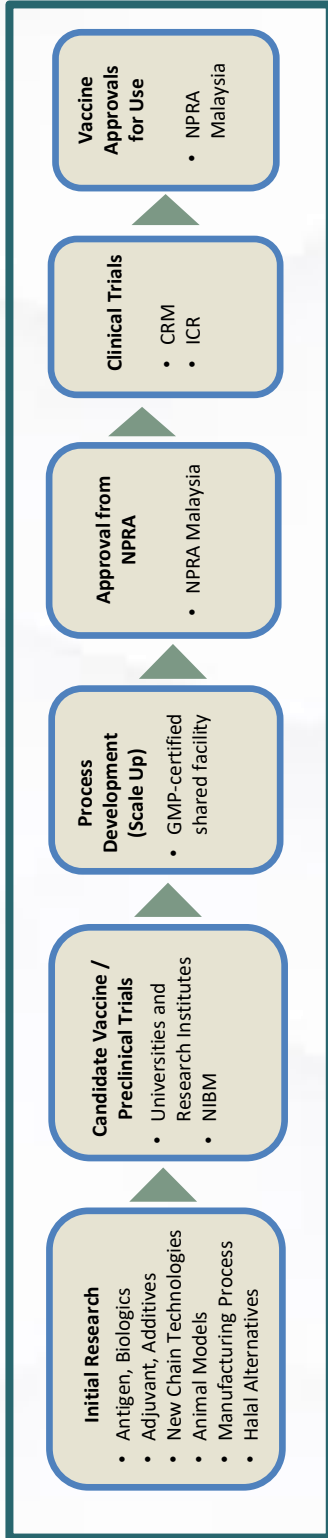 Initial Research
• Antigen, Biologics
• Adjuvant, Additives
• New Chain Technologies
• Animal Models
• Manufacturing Process
• Halal Alternatives
Candidate Vaccine /
Preclinical Trials
• Universities and
Research Institutes
• NIBM
Process
Development
(Scale Up)
• GMP-certified
shared facility
Approval from
NPRA
• NPRA Malaysia
Clinical Trials
• CRM
• ICR
Vaccine
Approvals
for Use
• NPRA
Malaysia